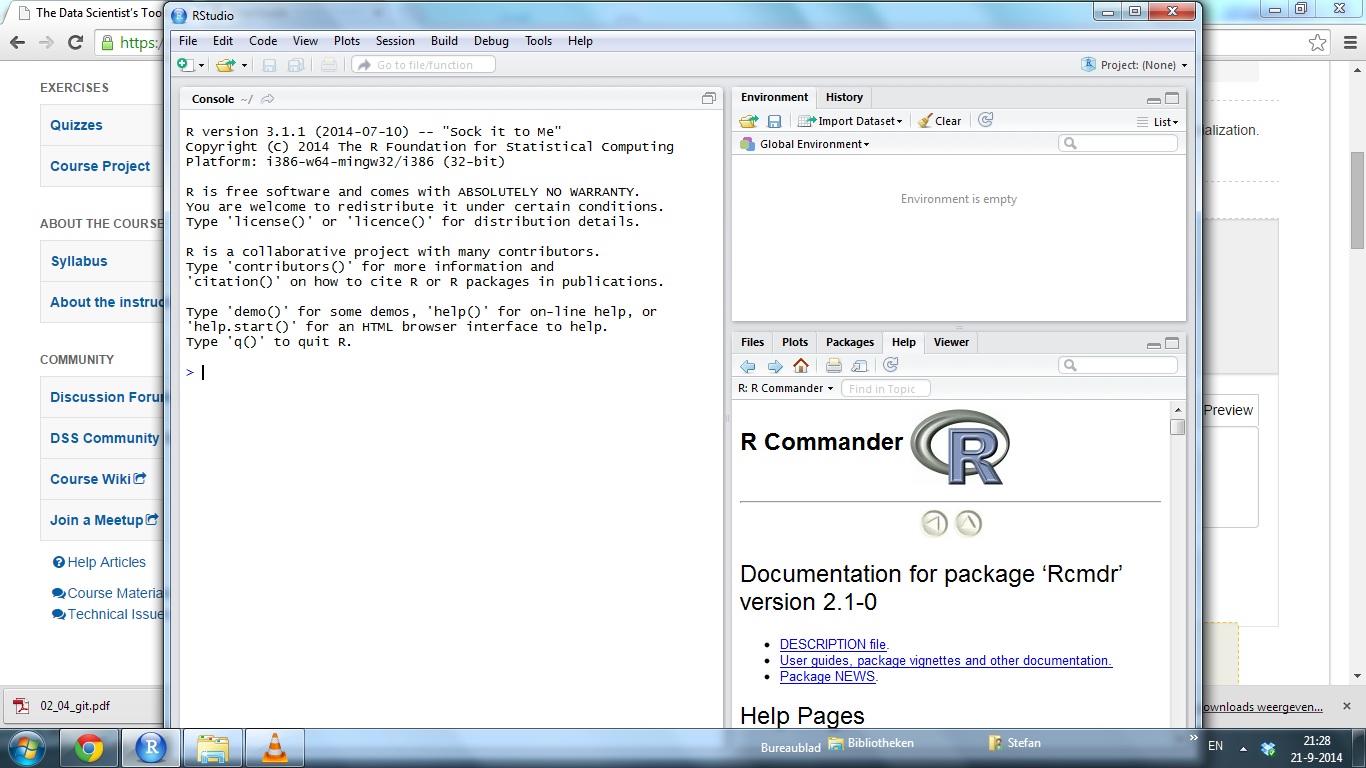 The Data Scientist's Too
https:/
EXERCISES
Quizzes
Course Project
ABOUT THE COURSE
Syllabus
About the instruc
COMMUNITY
Discussion Foru
DSS Community
Course Wiki
Join a Meetup
Help Articles
Course Materia
Technical Issue
02_04_git.pdf
RStudio
File Edit Code View Plots Session Build Debug Tools Help
Go to file/function
Project: (None)
Console ~/
R version 3.1.1 (2014-07-10) -- "Sock it to Me"
Copyright (C) 2014 The R Foundation for Statistical Computing
Platform: i386-w64-mingw32/i386 (32-bit)
R is free software and comes with ABSOLUTELY NO WARRANTY.
You are welcome to redistribute it under certain conditions.
Type 'license()' or 'licence()' for distribution details.
R is a collaborative project with many contributors.
Type 'contributors()' for more information and
'citation()' on how to cite R or R packages in publications.
Type 'demo()' for some demos, 'help()' for on-line help, or
'help.start()' for an HTML browser interface to help.
Type 'q()' to quit R.
>
Environment History
Import Dataset Clear List
Global Environment
Environment is empty
Files Plots Packages Help Viewer
R: R Commander Find in Topic
R Commander R
Documentation for package ‘Rcmdr’
version 2.1-0
DESCRIPTION file.
User guides, package vignettes and other documentation.
Package NEWS.
Help Pages
ialization.
Preview
ownloads weergeven...
Bureaublad Bibliotheken Stefan » EN
21:28
21-9-2014